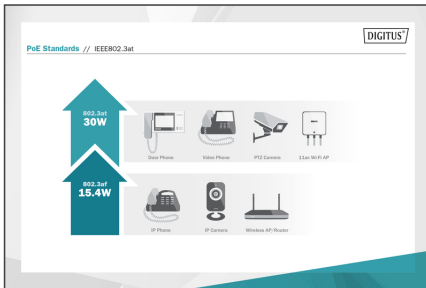 DIGITUS®
PoE Standards // IEEE802.3at
802.3at
30W
Door Phone Video Phone PTZ Camera 11ac Wi-Fi AP
802.3af
15.4W
IP Phone IP Camera Wireless AP/Router